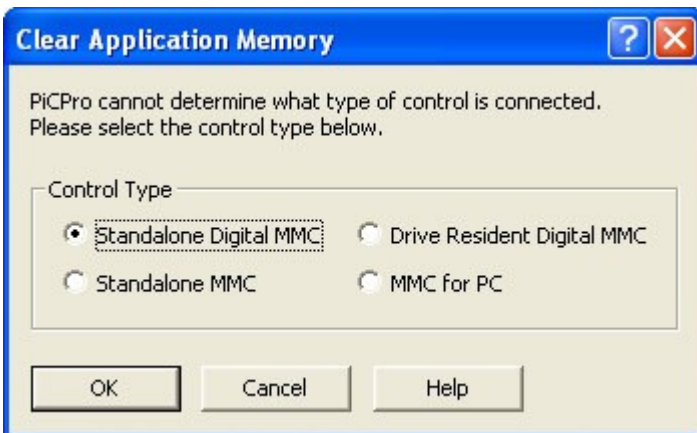 Clear Application Memory
PiCPro cannot determine what type of control is connected.
Please select the control type below.
Control Type
Standalone Digital MMC
Drive Resident Digital MMC
Standalone MMC
MMC for PC
OK
Cancel
Help